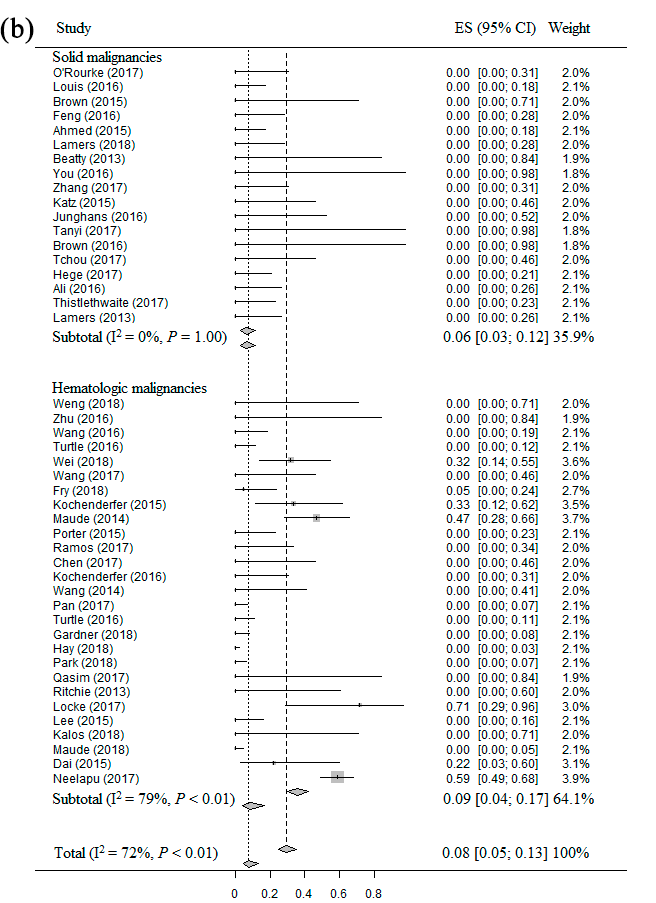 (b)
Study ES (95% CI) Weight
Solid malignancies
O'Rourke (2017) 0.00 [0.00; 0.31] 2.0%
Louis (2016) 0.00 [0.00; 0.18] 2.1%
Brown (2015) 0.00 [0.00; 0.71] 2.0%
Feng (2016) 0.00 [0.00; 0.28] 2.0%
Ahmed (2015) 0.00 [0.00; 0.18] 2.1%
Lamers (2018) 0.00 [0.00; 0.28] 2.1%
Beatty (2013) 0.00 [0.00; 0.84] 1.9%
You (2016) 0.00 [0.00; 0.98] 1.8%
Zhang (2017) 0.00 [0.00; 0.31] 2.0%
Katz (2015) 0.00 [0.00; 0.46] 2.0%
Junghans (2016) 0.00 [0.00; 0.52] 2.0%
Tanyi (2017) 0.00 [0.00; 0.98] 1.8%
Brown (2016) 0.00 [0.00; 0.98] 1.8%
Tchou (2017) 0.00 [0.00; 0.46] 2.0%
Hege (2017) 0.00 [0.00; 0.21] 2.1%
Ali (2016) 0.00 [0.00; 0.26] 2.1%
Thistlethwaite (2017) 0.00 [0.00; 0.23] 2.1%
Lamers (2013) 0.00 [0.00; 0.26] 2.1%
Subtotal (I² = 0%, P = 1.00) 0.06 [0.03; 0.12] 35.9%
Hematologic malignancies
Weng (2018) 0.00 [0.00; 0.71] 2.0%
Zhu (2016) 0.00 [0.00; 0.84] 1.9%
Wang (2016) 0.00 [0.00; 0.19] 2.1%
Turtle (2016) 0.00 [0.00; 0.12] 2.1%
Wei (2018) 0.32 [0.14; 0.55] 3.6%
Wang (2017) 0.00 [0.00; 0.46] 2.0%
Fry (2018) 0.05 [0.00; 0.24] 2.7%
Kochenderfer (2015) 0.33 [0.12; 0.62] 3.5%
Maude (2014) 0.47 [0.28; 0.66] 3.7%
Porter (2015) 0.00 [0.00; 0.23] 2.1%
Ramos (2017) 0.00 [0.00; 0.34] 2.0%
Chen (2017) 0.00 [0.00; 0.46] 2.0%
Kochenderfer (2016) 0.00 [0.00; 0.31] 2.0%
Wang (2014) 0.00 [0.00; 0.41] 2.0%
Pan (2017) 0.00 [0.00; 0.07] 2.1%
Turtle (2016) 0.00 [0.00; 0.11] 2.1%
Gardner (2018) 0.00 [0.00; 0.08] 2.1%
Hay (2018) 0.00 [0.00; 0.03] 2.1%
Park (2018) 0.00 [0.00; 0.07] 2.1%
Qasim (2017) 0.00 [0.00; 0.84] 1.9%
Ritchie (2013) 0.00 [0.00; 0.60] 2.0%
Locke (2017) 0.71 [0.29; 0.96] 3.0%
Lee (2015) 0.00 [0.00; 0.16] 2.1%
Kalos (2018) 0.00 [0.00; 0.71] 2.0%
Maude (2018) 0.00 [0.00; 0.05] 2.1%
Dai (2015) 0.22 [0.03; 0.60] 3.1%
Neelapu (2017) 0.59 [0.49; 0.68] 3.9%
Subtotal (I² = 79%, P < 0.01) 0.09 [0.04; 0.17] 64.1%
Total (I² = 72%, P < 0.01) 0.08 [0.05; 0.13] 100%
0 0.2 0.4 0.6 0.8